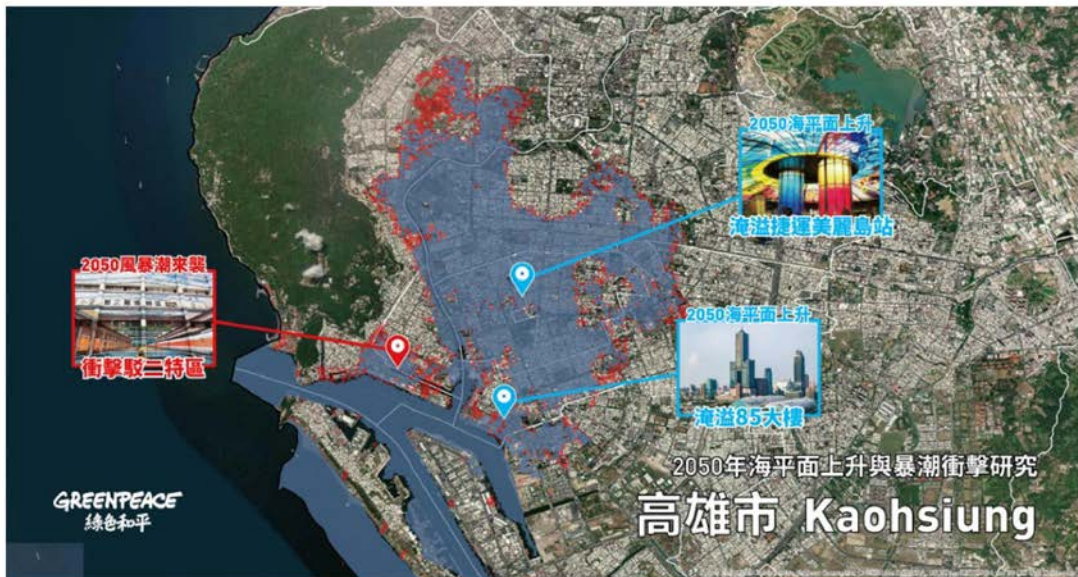 2050海平面上升
淹溢捷運美麗島站
2050風暴潮來襲
衝擊駁二特區
2050海平面上升
淹溢85大樓
2050年海平面上升與暴潮衝擊研究
高雄市 Kaohsiung
GREENPEACE
綠色和平